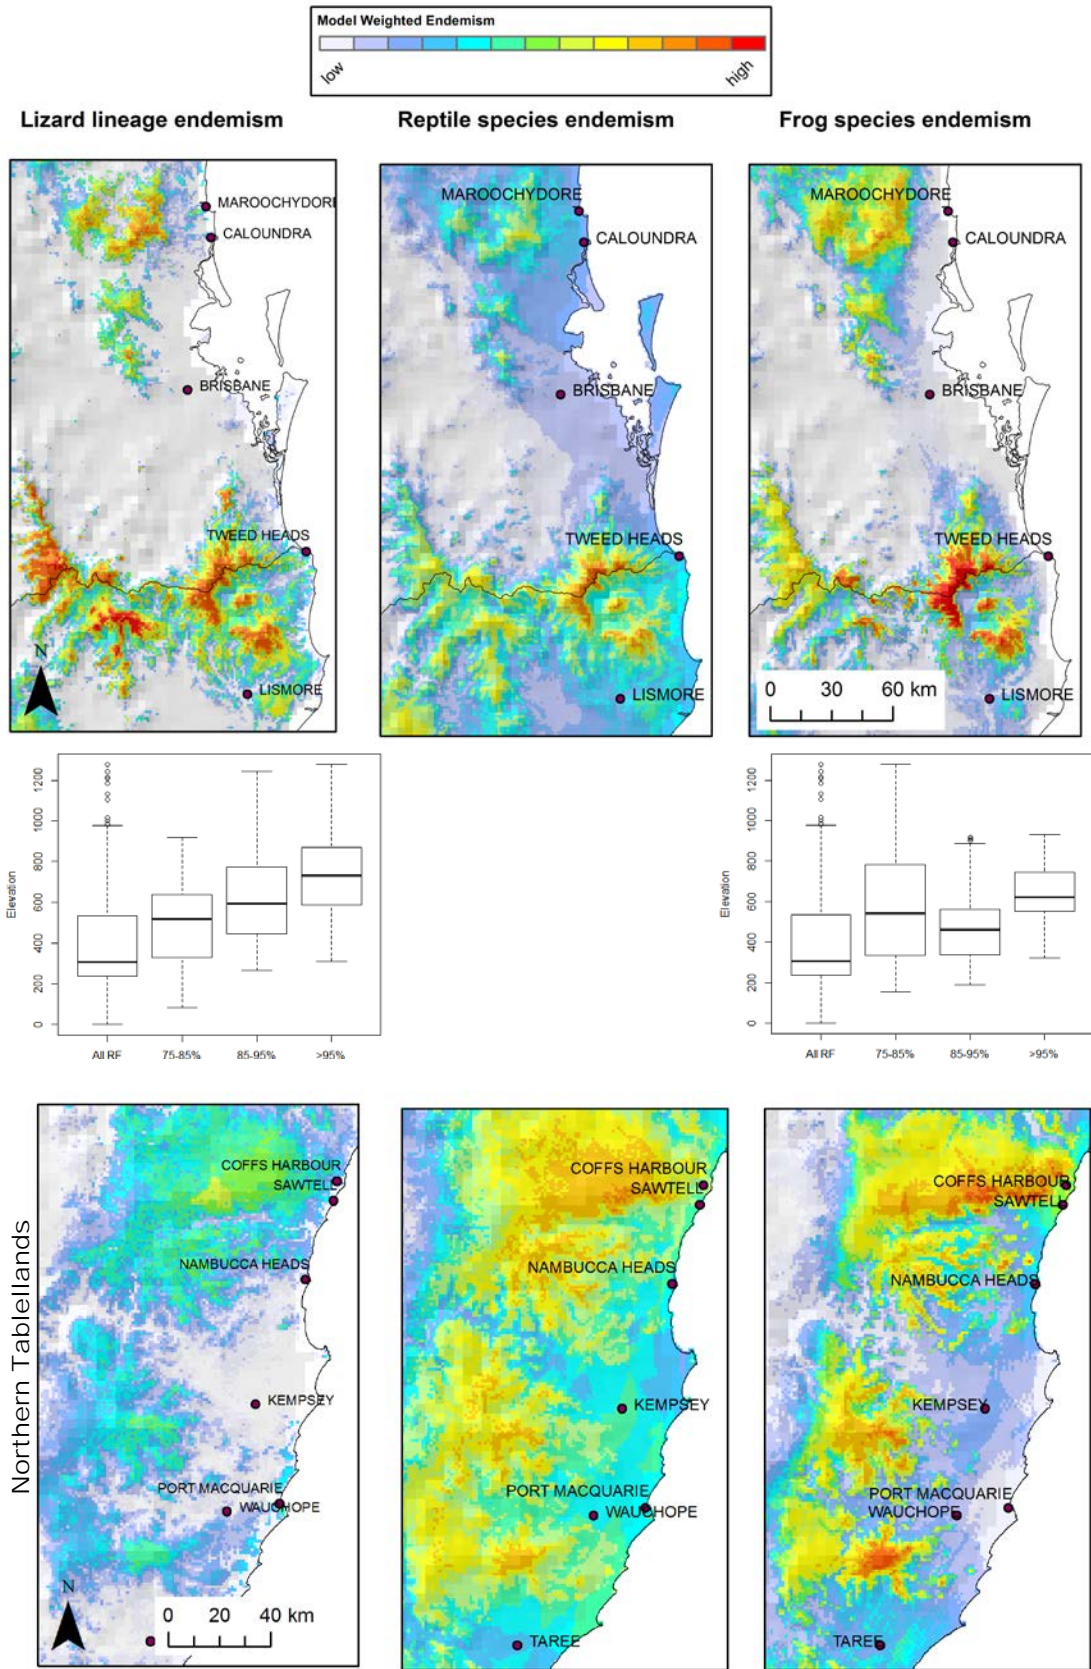 Model Weighted Endemism
low high
Lizard lineage endemism Reptile species endemism Frog species endemism
MAROOCHYDORE MAROOCHYDORE MAROOCHYDORE
CALOUNDRA CALOUNDRA CALOUNDRA
BRISBANE BRISBANE BRISBANE
TWEED HEADS TWEED HEADS TWEED HEADS
N
LISMORE LISMORE LISMORE
0 30 60 km
Elevation
0 200 400 600 800 1000 1200
All RF 75-85% 85-95% >95%
Elevation
0 200 400 600 800 1000 1200
All RF 75-85% 85-95% >95%
Northern Tablellands
COFFS HARBOUR COFFS HARBOUR COFFS HARBOUR
SAWTELL SAWTELL SAWTELL
NAMBUCCA HEADS NAMBUCCA HEADS NAMBUCCA HEADS
KEMPSEY KEMPSEY KEMPSEY
PORT MACQUARIE PORT MACQUARIE PORT MACQUARIE
WAUCHOPE WAUCHOPE WAUCHOPE
N
0 20 40 km
TAREE TAREE